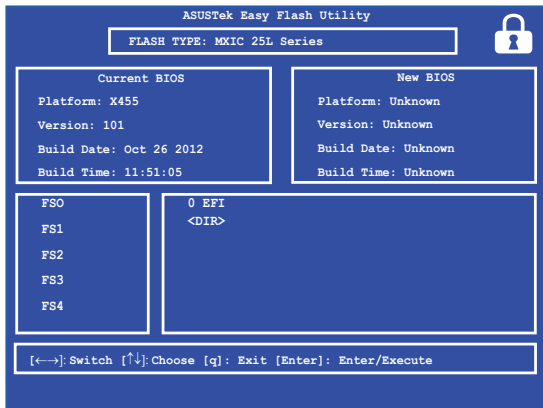 ASUSTek Easy Flash Utility
FLASH TYPE: MXIC 25L Series
Current BIOS
Platform: X455
Version: 101
Build Date: Oct 26 2012
Build Time: 11:51:05
New BIOS
Platform: Unknown
Version: Unknown
Build Date: Unknown
Build Time: Unknown
FSO
FS1
FS2
FS3
FS4
0 EFI
<DIR>
[←→]: Switch [↑↓]: Choose [q]: Exit [Enter]: Enter/Execute